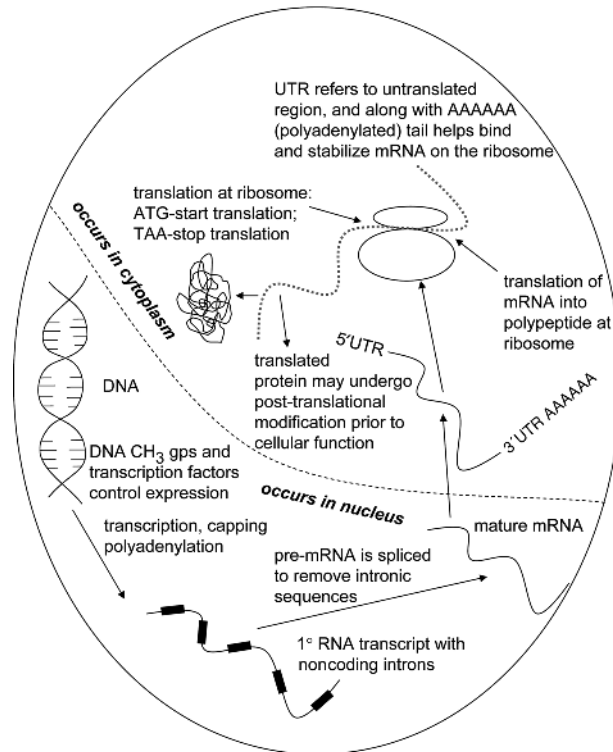 UTR refers to untranslated
region, and along with AAAAAA
(polyadenylated) tail helps bind
and stabilize mRNA on the ribosome
translation at ribosome:
ATG-start translation;
TAA-stop translation
occurs in cytoplasm
translation of
mRNA into
polypeptide at
ribosome
5'UTR
translated
protein may undergo
post-translational
modification prior to
cellular function
3´UTR AAAAAA
DNA
DNA CH₃ gps and
transcription factors
control expression
occurs in nucleus
mature mRNA
transcription, capping
polyadenylation
pre-mRNA is spliced
to remove intronic
sequences
1° RNA transcript with
noncoding introns